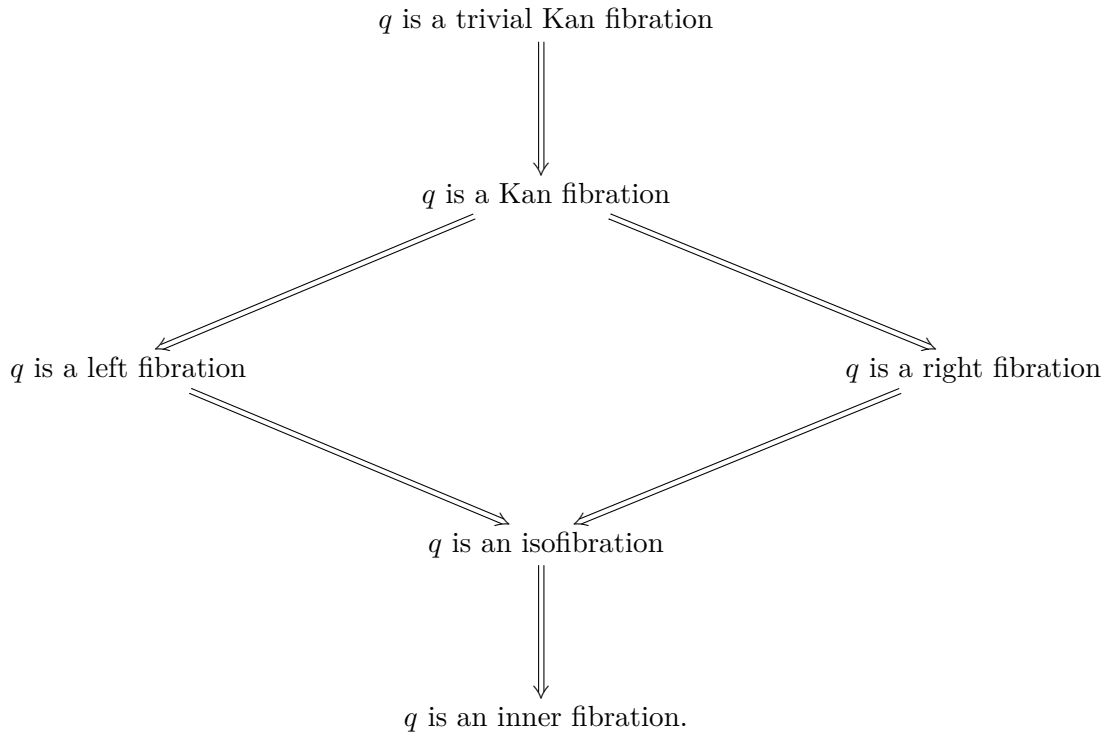 q is a trivial Kan fibration
q is a Kan fibration
q is a left fibration
q is a right fibration
q is an isofibration
q is an inner fibration.